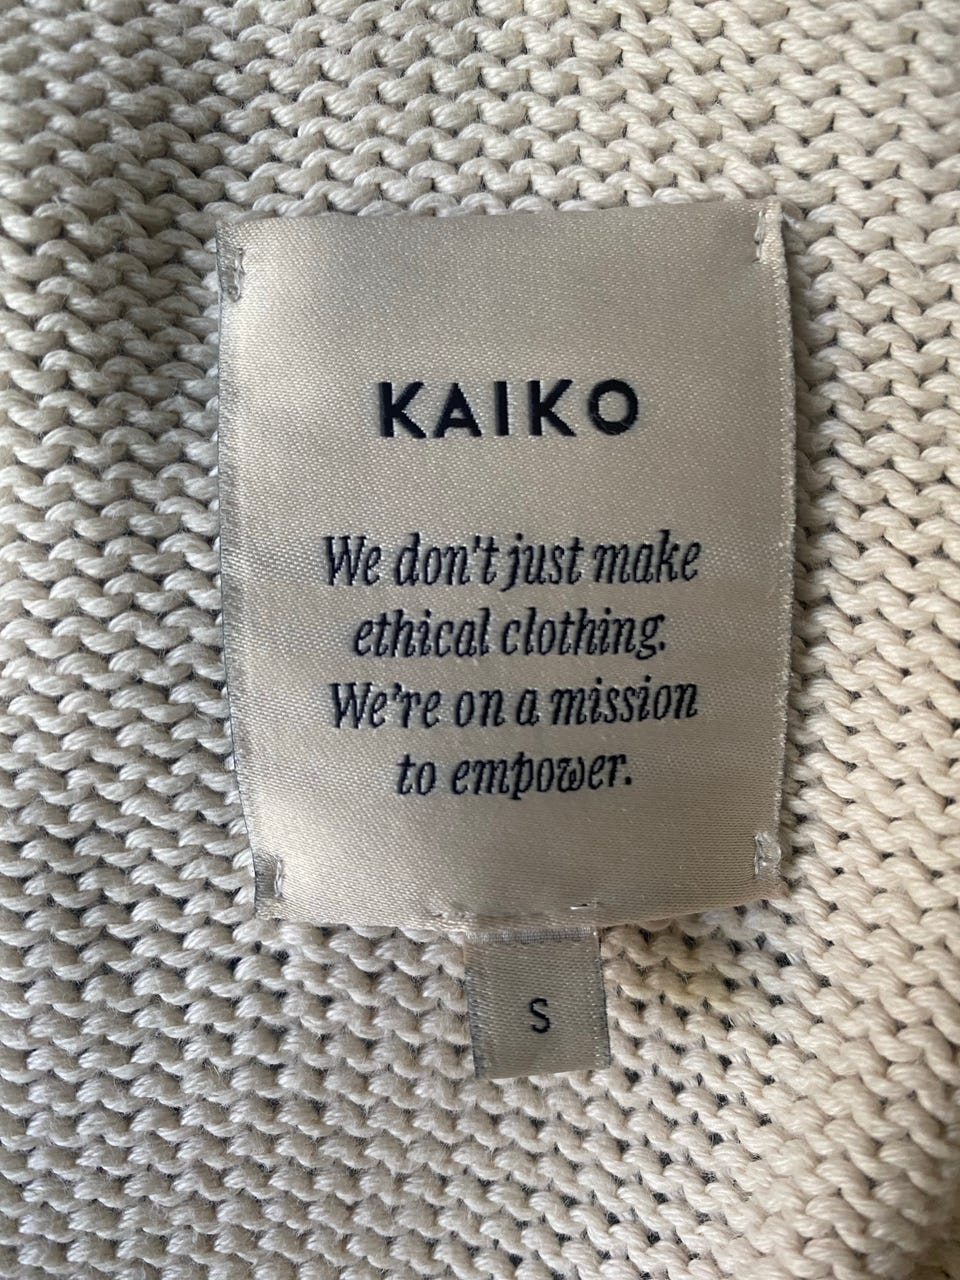 KAIKO
We don't just make
ethical clothing.
We're on a mission
to empower.
S